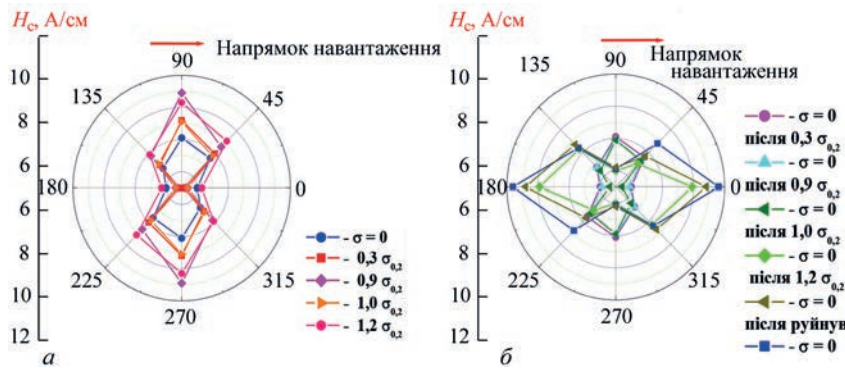 Hc, А/см
Напрямок навантаження
10
8
6
6
8
10
12
90
45
0
315
270
225
180
135
- σ = 0
- 0,3 σ0,2
- 0,9 σ0,2
- 1,0 σ0,2
- 1,2 σ0,2
а
Hc, А/см
Напрямок
навантаження
10
8
6
6
8
10
12
90
45
0
315
270
225
180
135
- σ = 0
після 0,3 σ0,2
- σ = 0
після 0,9 σ0,2
- σ = 0
після 1,0 σ0,2
- σ = 0
після 1,2 σ0,2
- σ = 0
після руйнув
- σ = 0
б